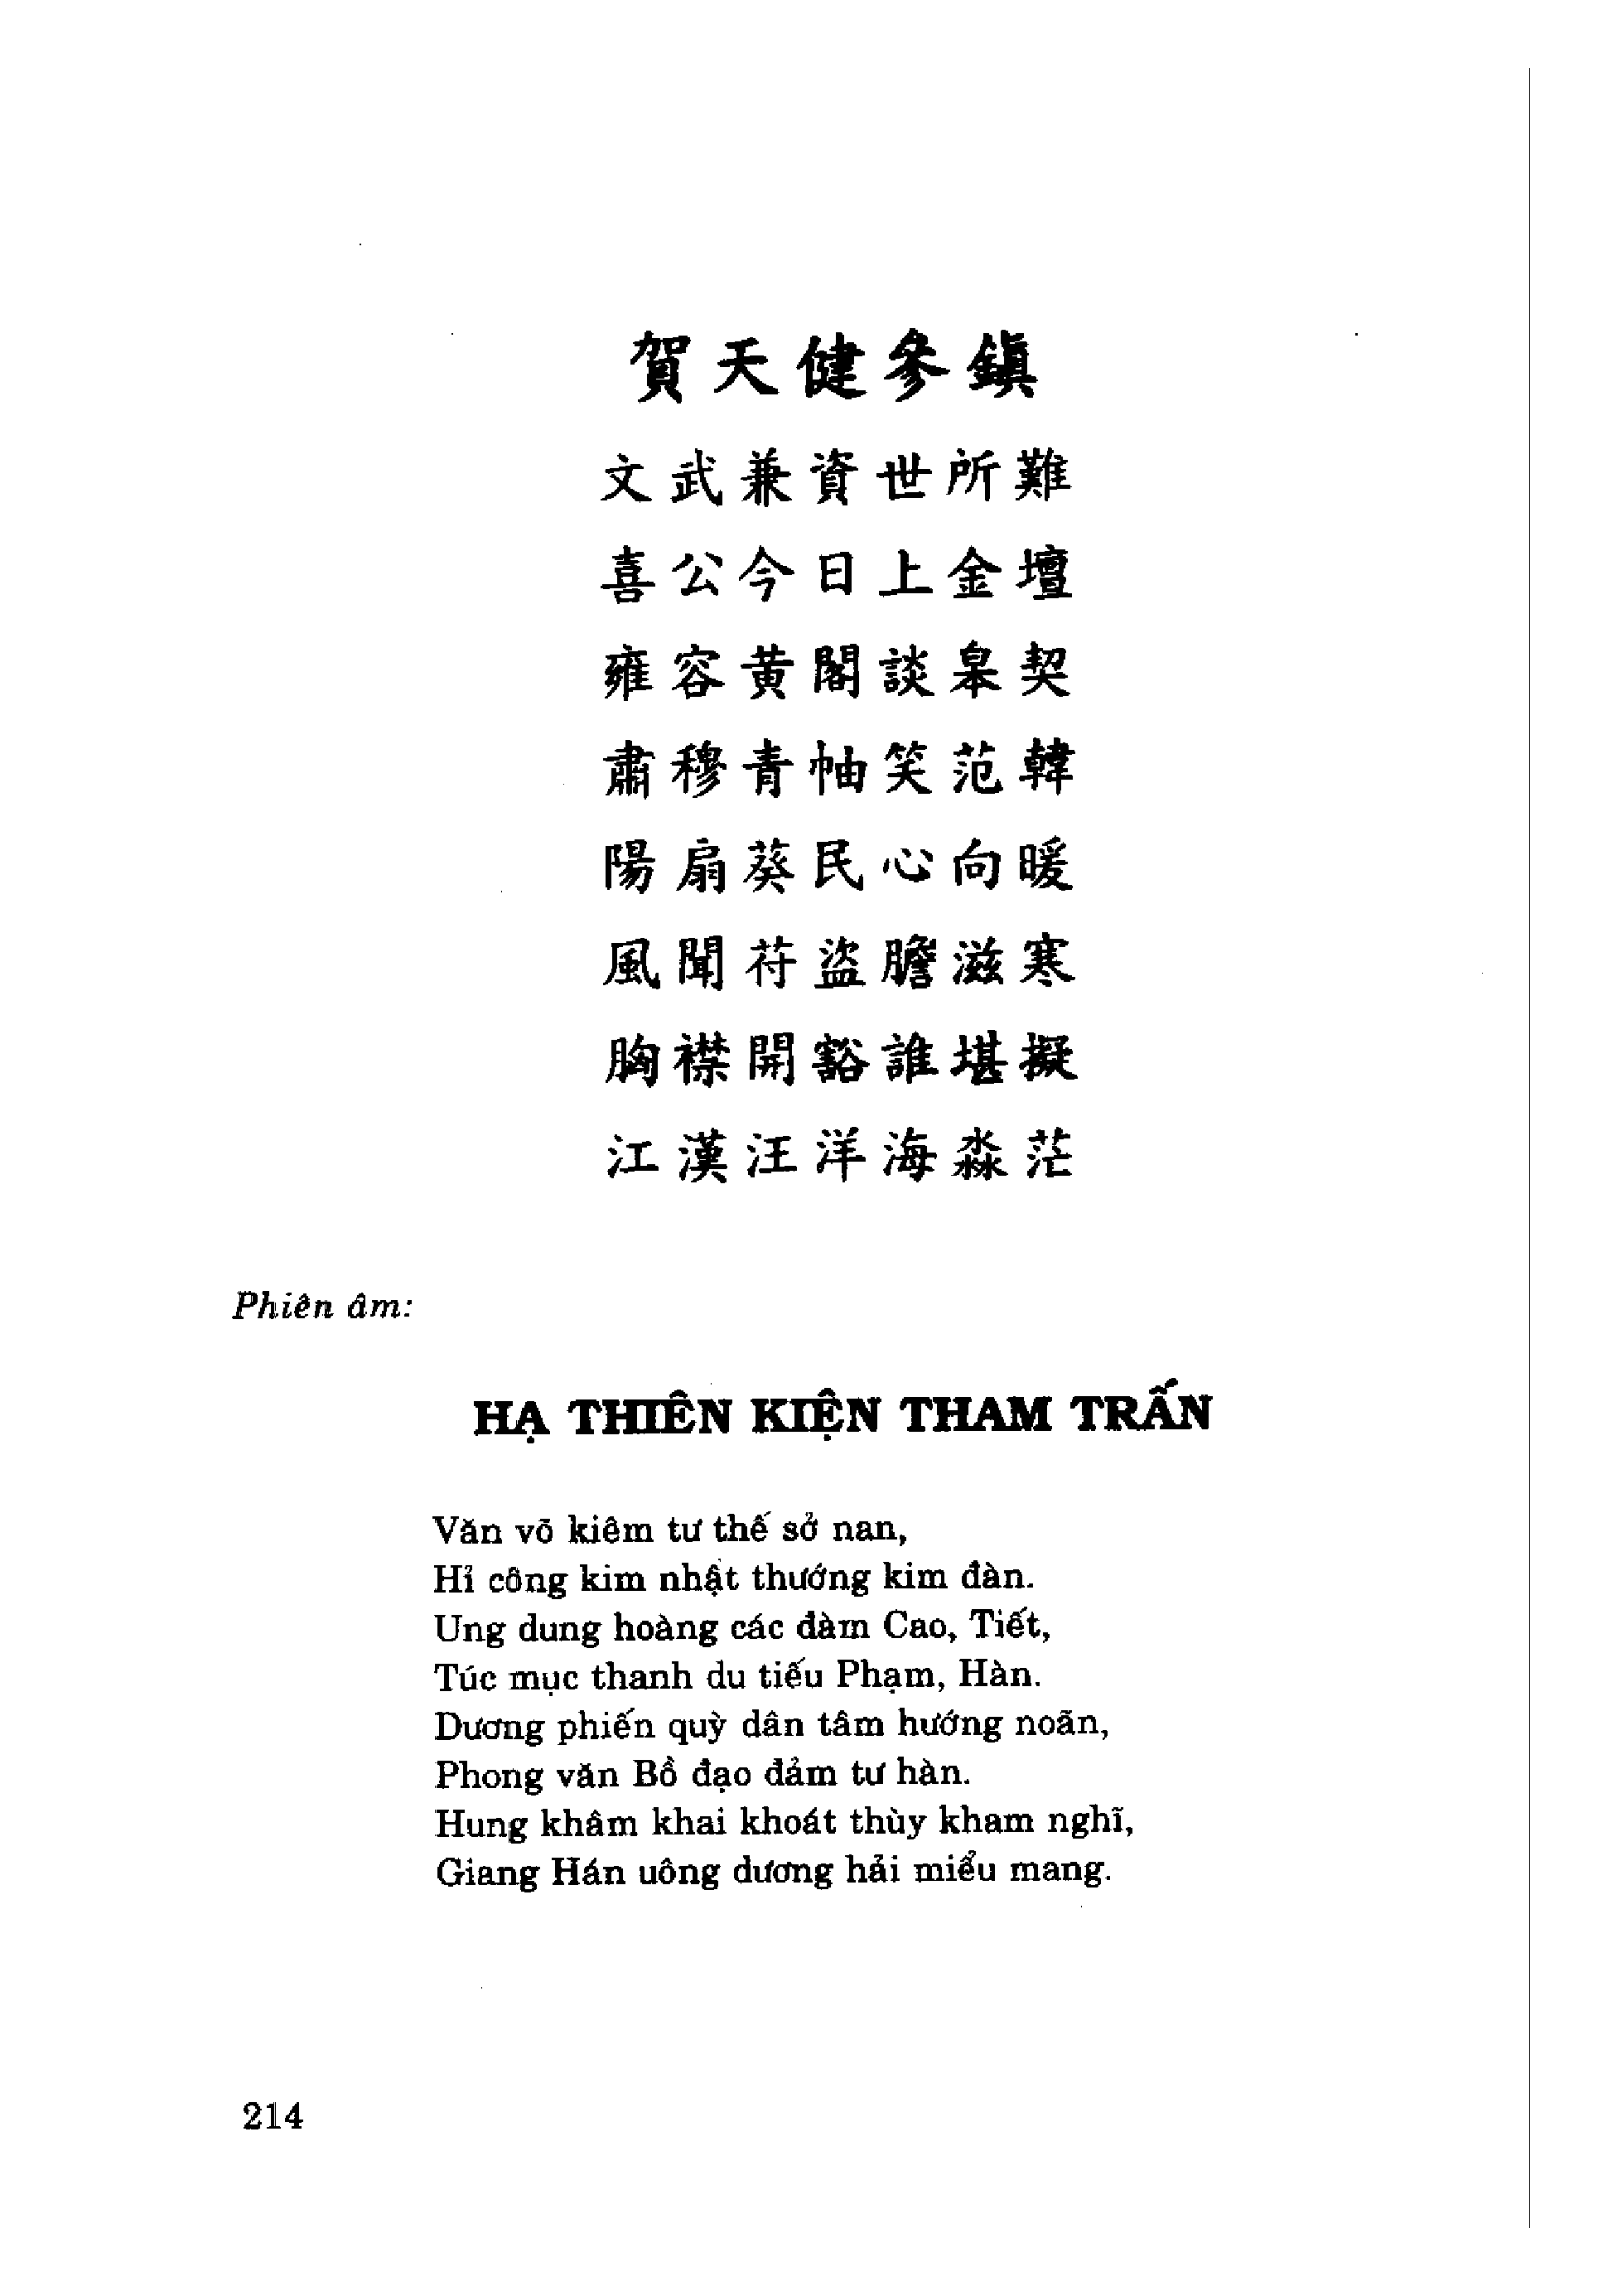 賀天健參鎮
文武兼資世所難
喜公今日上金壇
雍容黃閣談皋契
肅穆青帕笑范韓
陽扇葵民心向暖
風聞苻盜膽滋寒
胸襟開豁誰堪擬
江漢汪洋海淼茫
Phiên âm:
HẠ THIÊN KIỆN THAM TRẤN
Văn võ kiêm tư thế sở nan,
Hỉ công kim nhật thướng kim đàn.
Ung dung hoàng các đàm Cao, Tiết,
Túc mục thanh du tiếu Phạm, Hàn.
Dương phiến quỳ dân tâm hướng noãn,
Phong văn Bồ đạo đảm tư hàn.
Hung khâm khai khoát thùy kham nghĩ,
Giang Hán uông dương hải miểu mang.
214